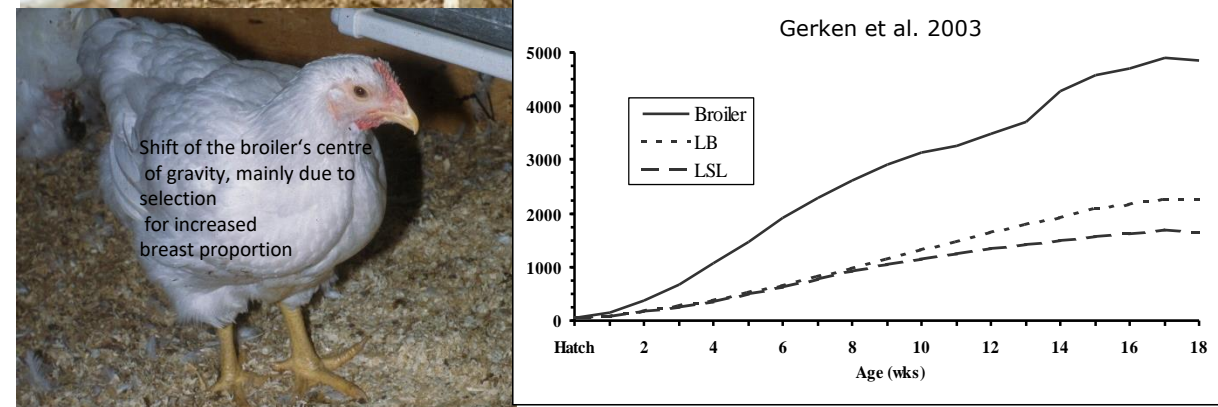 Shift of the broiler‘s centre
of gravity, mainly due to
selection
for increased
breast proportion
Gerken et al. 2003
5000
4000
3000
2000
1000
0
Broiler
LB
LSL
Hatch 2 4 6 8 10 12 14 16 18
Age (wks)